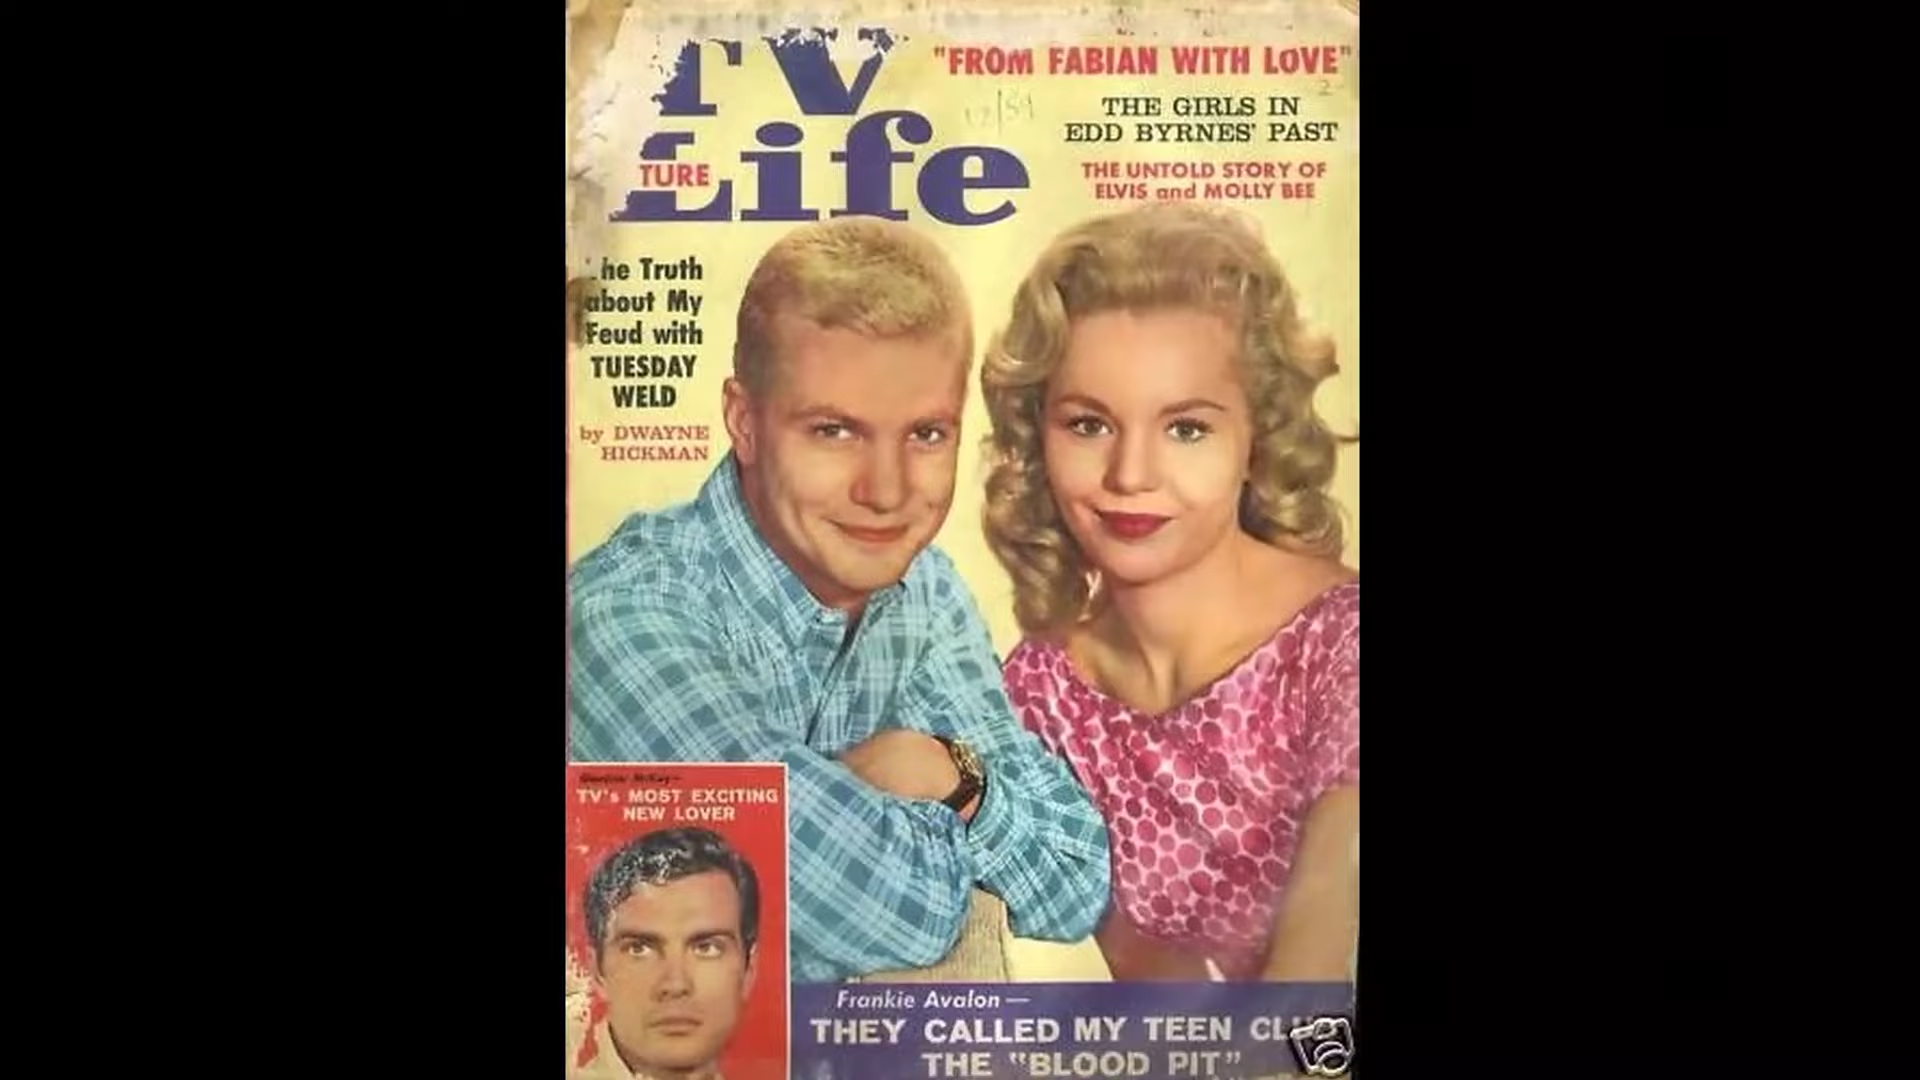 TV
Life
TURE
"FROM FABIAN WITH LOVE"
12/59
THE GIRLS IN
EDD BYRNES' PAST
THE UNTOLD STORY OF
ELVIS and MOLLY BEE
he Truth
about My
Feud with
TUESDAY
WELD
by DWAYNE
HICKMAN
TV's MOST EXCITING
NEW LOVER
Frankie Avalon—
THEY CALLED MY TEEN
THE "BLOOD PIT"